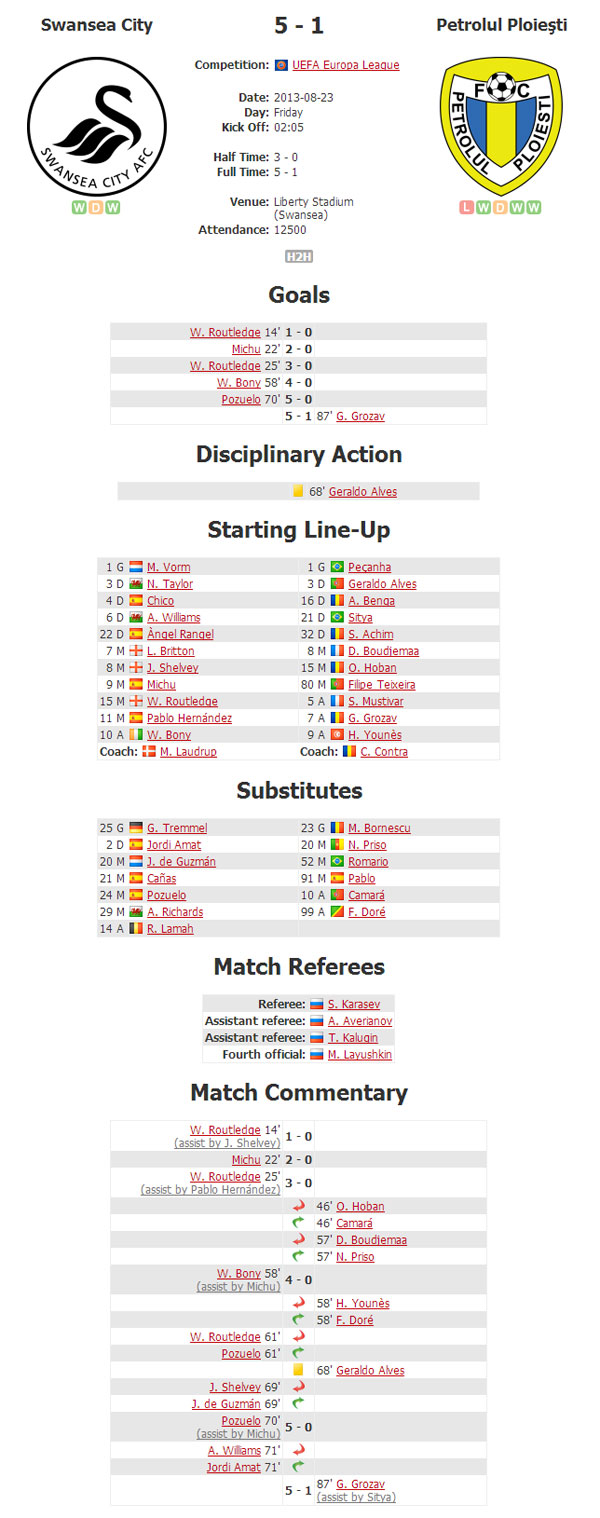 Swansea City
5 - 1
Petrolul Ploieşti
SWANSEA CITY AFC
F C
PETROLUL PLOIESTI
Competition: UEFA Europa League
Date: 2013-08-23
Day: Friday
Kick Off: 02:05
Half Time: 3 - 0
Full Time: 5 - 1
W D W
L W D W W
Venue: Liberty Stadium
(Swansea)
Attendance: 12500
H2H
Goals
W. Routledge 14' 1 - 0
Michu 22' 2 - 0
W. Routledge 25' 3 - 0
W. Bony 58' 4 - 0
Pozuelo 70' 5 - 0
5 - 1 87' G. Grozav
Disciplinary Action
68' Geraldo Alves
Starting Line-Up
1 G M. Vorm 1 G Peçanha
3 D N. Taylor 3 D Geraldo Alves
4 D Chico 16 D A. Benga
6 D A. Williams 21 D Sitya
22 D Àngel Rangel 32 D S. Achim
7 M L. Britton 8 M D. Boudjemaa
8 M J. Shelvey 15 M O. Hoban
9 M Michu 80 M Filipe Teixeira
15 M W. Routledge 5 A S. Mustivar
11 M Pablo Hernández 7 A G. Grozav
10 A W. Bony 9 A H. Younès
Coach: M. Laudrup Coach: C. Contra
Substitutes
25 G G. Tremmel 23 G M. Bornescu
2 D Jordi Amat 20 M N. Priso
20 M J. de Guzmán 52 M Romario
21 M Cañas 91 M Pablo
24 M Pozuelo 10 A Camará
29 M A. Richards 99 A F. Doré
14 A R. Lamah
Match Referees
Referee: S. Karasev
Assistant referee: A. Averianov
Assistant referee: T. Kalugin
Fourth official: M. Layushkin
Match Commentary
W. Routledge 14'
(assist by J. Shelvey) 1 - 0
Michu 22' 2 - 0
W. Routledge 25'
(assist by Pablo Hernández) 3 - 0
46' O. Hoban
46' Camará
57' D. Boudjemaa
57' N. Priso
W. Bony 58'
(assist by Michu) 4 - 0
58' H. Younès
58' F. Doré
W. Routledge 61'
Pozuelo 61'
68' Geraldo Alves
J. Shelvey 69'
J. de Guzmán 69'
Pozuelo 70'
(assist by Michu) 5 - 0
A. Williams 71'
Jordi Amat 71'
5 - 1 87' G. Grozav
(assist by Sitya)